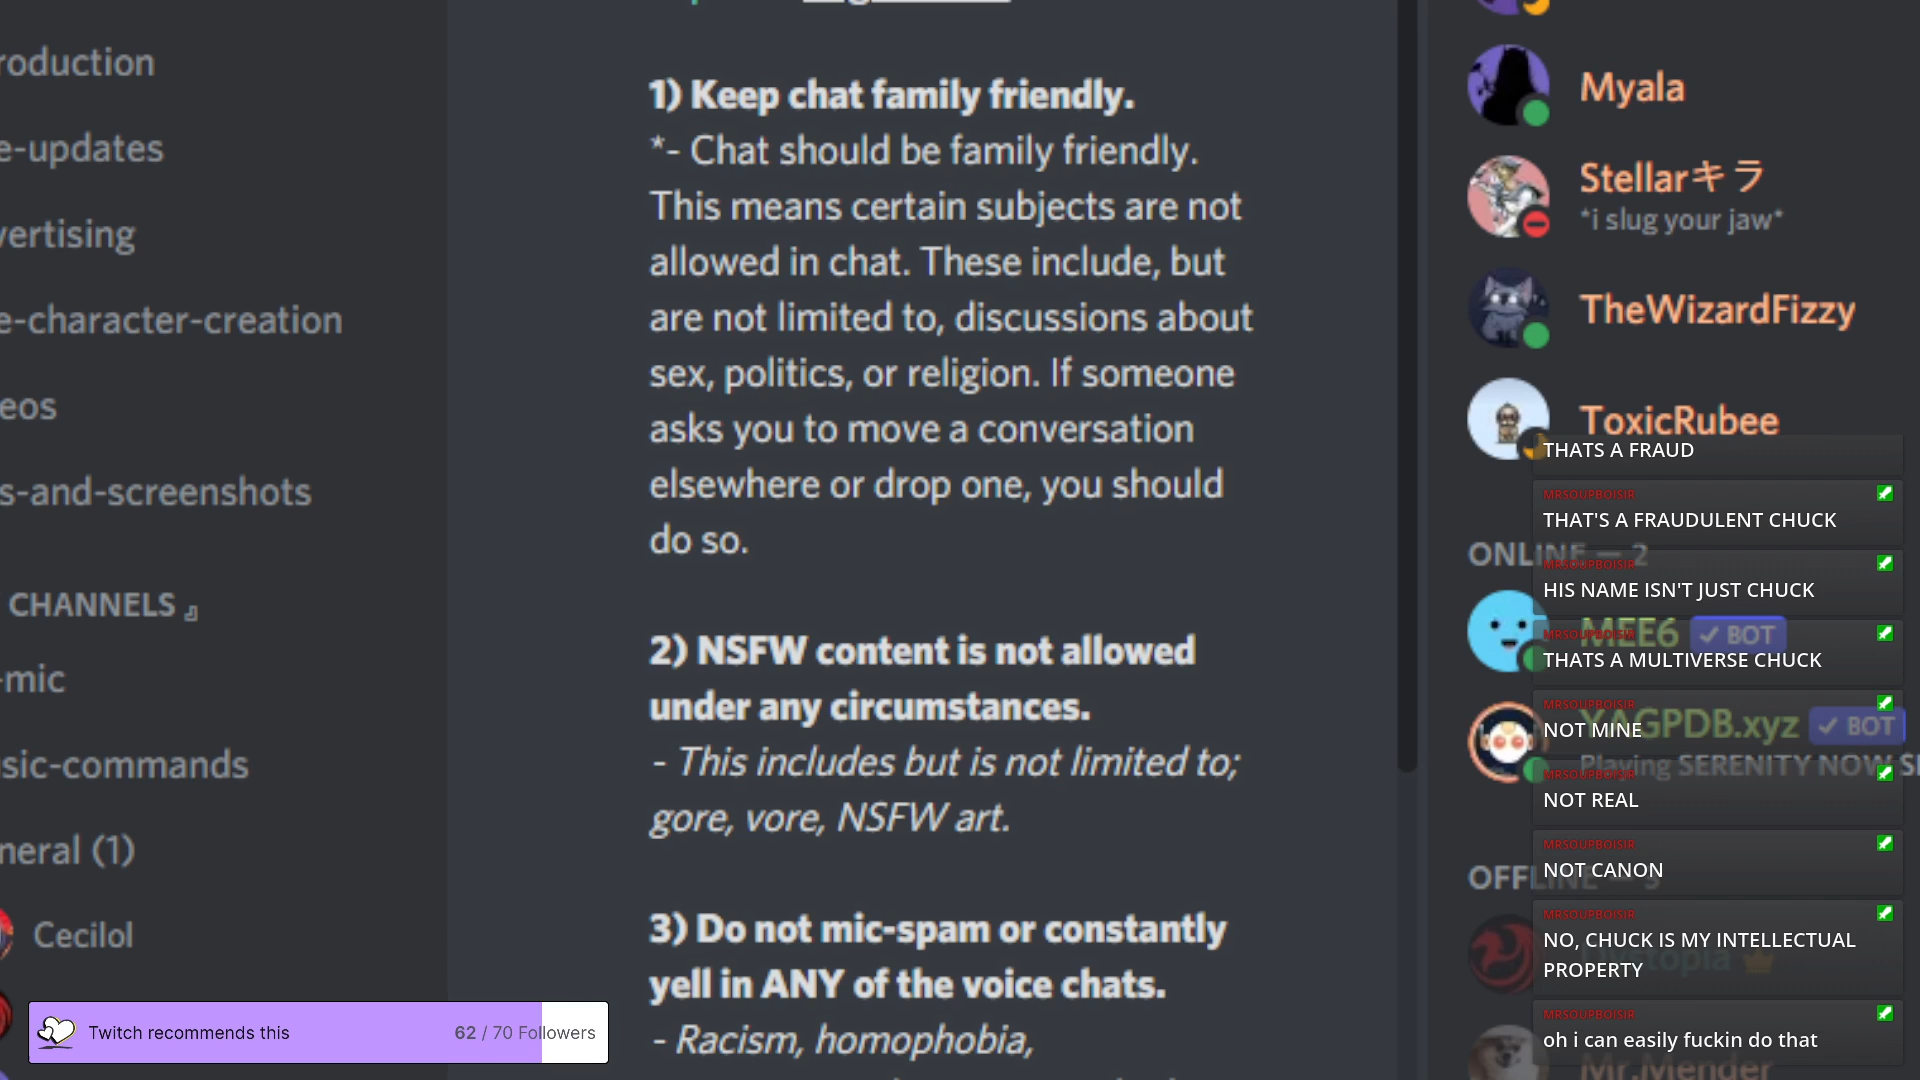 roduction
e-updates
vertising
e-character-creation
eos
s-and-screenshots
CHANNELS 』
-mic
sic-commands
neral (1)
Cecilol
1) Keep chat family friendly.
*- Chat should be family friendly.
This means certain subjects are not
allowed in chat. These include, but
are not limited to, discussions about
sex, politics, or religion. If someone
asks you to move a conversation
elsewhere or drop one, you should
do so.
2) NSFW content is not allowed
under any circumstances.
- This includes but is not limited to;
gore, vore, NSFW art.
3) Do not mic-spam or constantly
yell in ANY of the voice chats.
- Racism, homophobia,
Myala
Stellarキラ
*i slug your jaw*
TheWizardFizzy
ToxicRubee
ONLINE — 2
MEE6 ✓ BOT
YAGPDB.xyz ✓ BOT
Playing SERENITY NOW S
OFFLINE
Mr.Mender
THATS A FRAUD
MRSOUPBOISIR
THAT'S A FRAUDULENT CHUCK
MRSOUPBOISIR
HIS NAME ISN'T JUST CHUCK
MRSOUPBOISIR
THATS A MULTIVERSE CHUCK
MRSOUPBOISIR
NOT MINE
MRSOUPBOISIR
NOT REAL
MRSOUPBOISIR
NOT CANON
MRSOUPBOISIR
NO, CHUCK IS MY INTELLECTUAL
PROPERTY
MRSOUPBOISIR
oh i can easily fuckin do that
Twitch recommends this
62 / 70 Followers